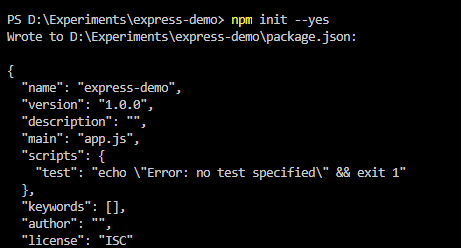 PS D:\Experiments\express-demo> npm init --yes
Wrote to D:\Experiments\express-demo\package.json:
{
"name": "express-demo",
"version": "1.0.0",
"description": "",
"main": "app.js",
"scripts": {
"test": "echo \"Error: no test specified\" && exit 1"
},
"keywords": [],
"author": "",
"license": "ISC"